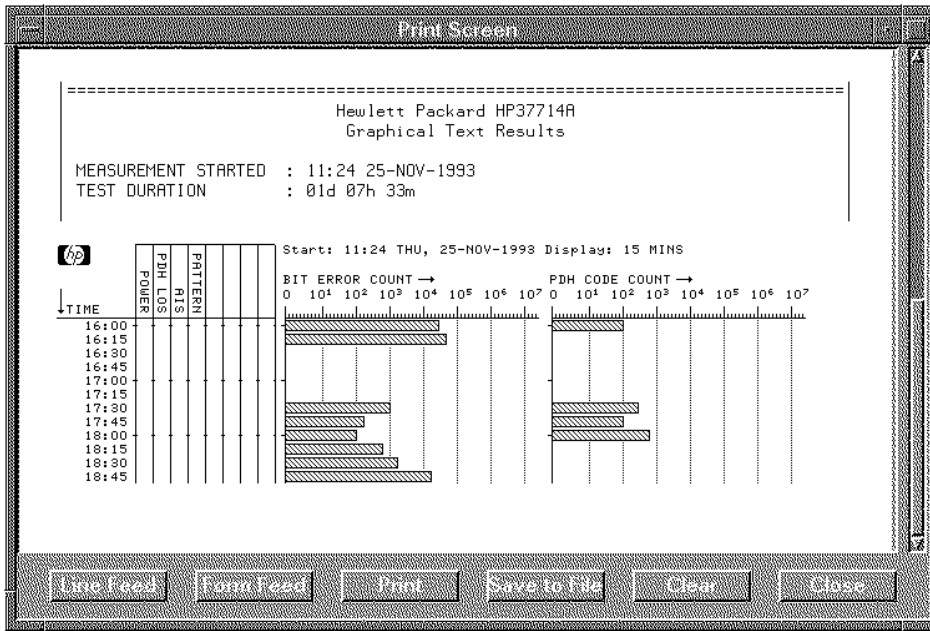 Print Screen
Hewlett Packard HP37714A
Graphical Text Results
MEASUREMENT STARTED : 11:24 25-NOV-1993
TEST DURATION : 01d 07h 33m
hp
POWER
PDH LOS
AIS
PATTERN
Start: 11:24 THU, 25-NOV-1993 Display: 15 MINS
BIT ERROR COUNT → PDH CODE COUNT →
0 10¹ 10² 10³ 10⁴ 10⁵ 10⁶ 10⁷ 0 10¹ 10² 10³ 10⁴ 10⁵ 10⁶ 10⁷
↓TIME
16:00
16:15
16:30
16:45
17:00
17:15
17:30
17:45
18:00
18:15
18:30
18:45
Line Feed Form Feed Print Save to File Clear Close